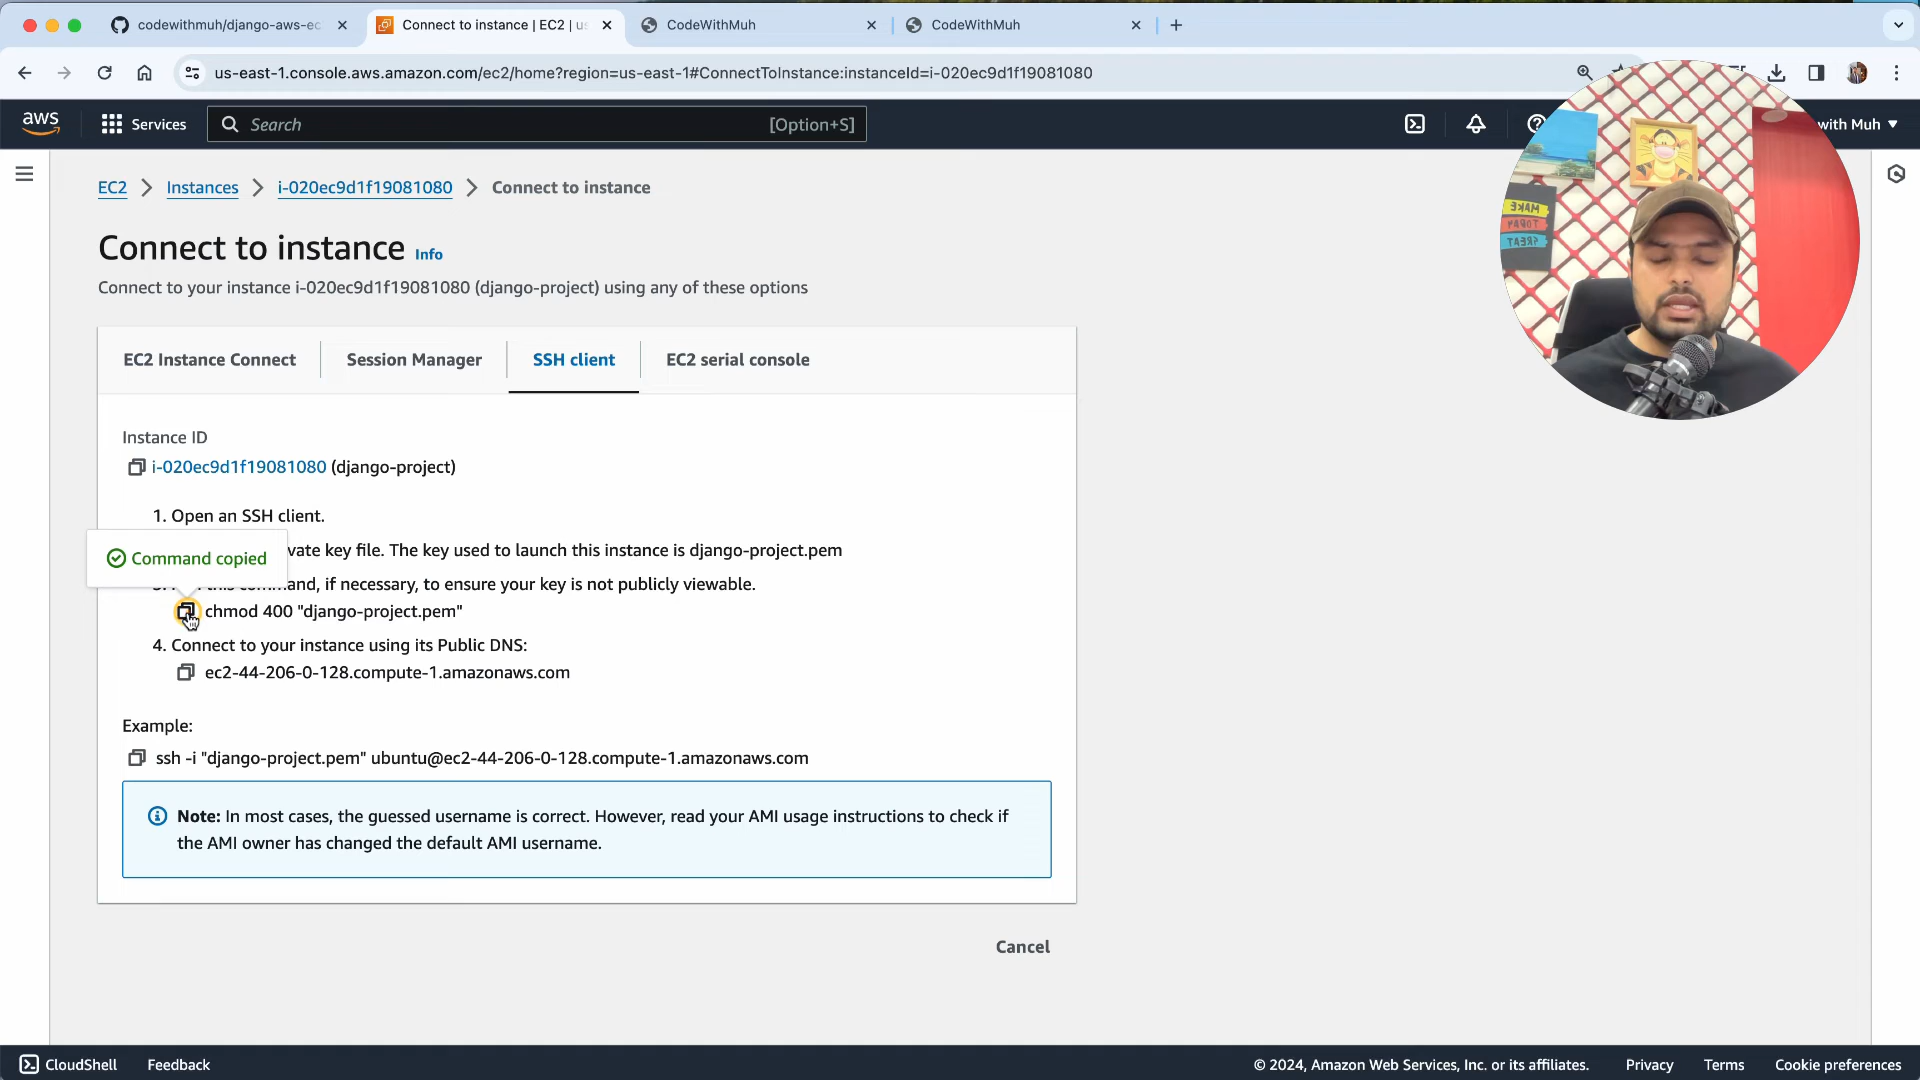 codewithmuh/django-aws-ec
Connect to instance | EC2 | us
CodeWithMuh
CodeWithMuh
us-east-1.console.aws.amazon.com/ec2/home?region=us-east-1#ConnectToInstance:instanceId=i-020ec9d1f19081080
aws
Services
Search
[Option+S]
with Muh
EC2
Instances
i-020ec9d1f19081080
Connect to instance
MAKE
TODAY
GREAT
Connect to instance Info
Connect to your instance i-020ec9d1f19081080 (django-project) using any of these options
EC2 Instance Connect
Session Manager
SSH client
EC2 serial console
Instance ID
i-020ec9d1f19081080 (django-project)
1. Open an SSH client.
Command copied
vate key file. The key used to launch this instance is django-project.pem
this command, if necessary, to ensure your key is not publicly viewable.
chmod 400 "django-project.pem"
4. Connect to your instance using its Public DNS:
ec2-44-206-0-128.compute-1.amazonaws.com
Example:
ssh -i "django-project.pem" ubuntu@ec2-44-206-0-128.compute-1.amazonaws.com
Note: In most cases, the guessed username is correct. However, read your AMI usage instructions to check if
the AMI owner has changed the default AMI username.
Cancel
CloudShell
Feedback
© 2024, Amazon Web Services, Inc. or its affiliates.
Privacy
Terms
Cookie preferences